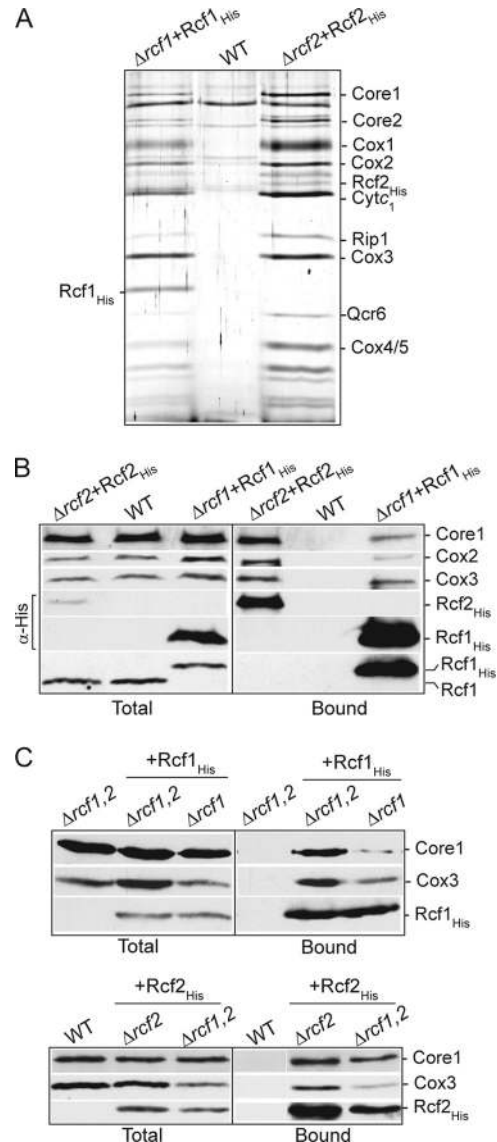 A
Δrcf1+Rcf1His
WT
Δrcf2+Rcf2His
Core1
Core2
Cox1
Cox2
Rcf2His
Cytc1
Rip1
Cox3
Rcf1His
Qcr6
Cox4/5
B
Δrcf2+Rcf2His
WT
Δrcf1+Rcf1His
Δrcf2+Rcf2His
WT
Δrcf1+Rcf1His
Core1
Cox2
Cox3
α-His
Rcf2His
Rcf1His
Rcf1His
Rcf1
Total
Bound
C
+Rcf1His
+Rcf1His
Δrcf1,2
Δrcf1,2
Δrcf1
Δrcf1,2
Δrcf1,2
Δrcf1
Core1
Cox3
Rcf1His
Total
Bound
+Rcf2His
+Rcf2His
WT
Δrcf2
Δrcf1,2
WT
Δrcf2
Δrcf1,2
Core1
Cox3
Rcf2His
Total
Bound